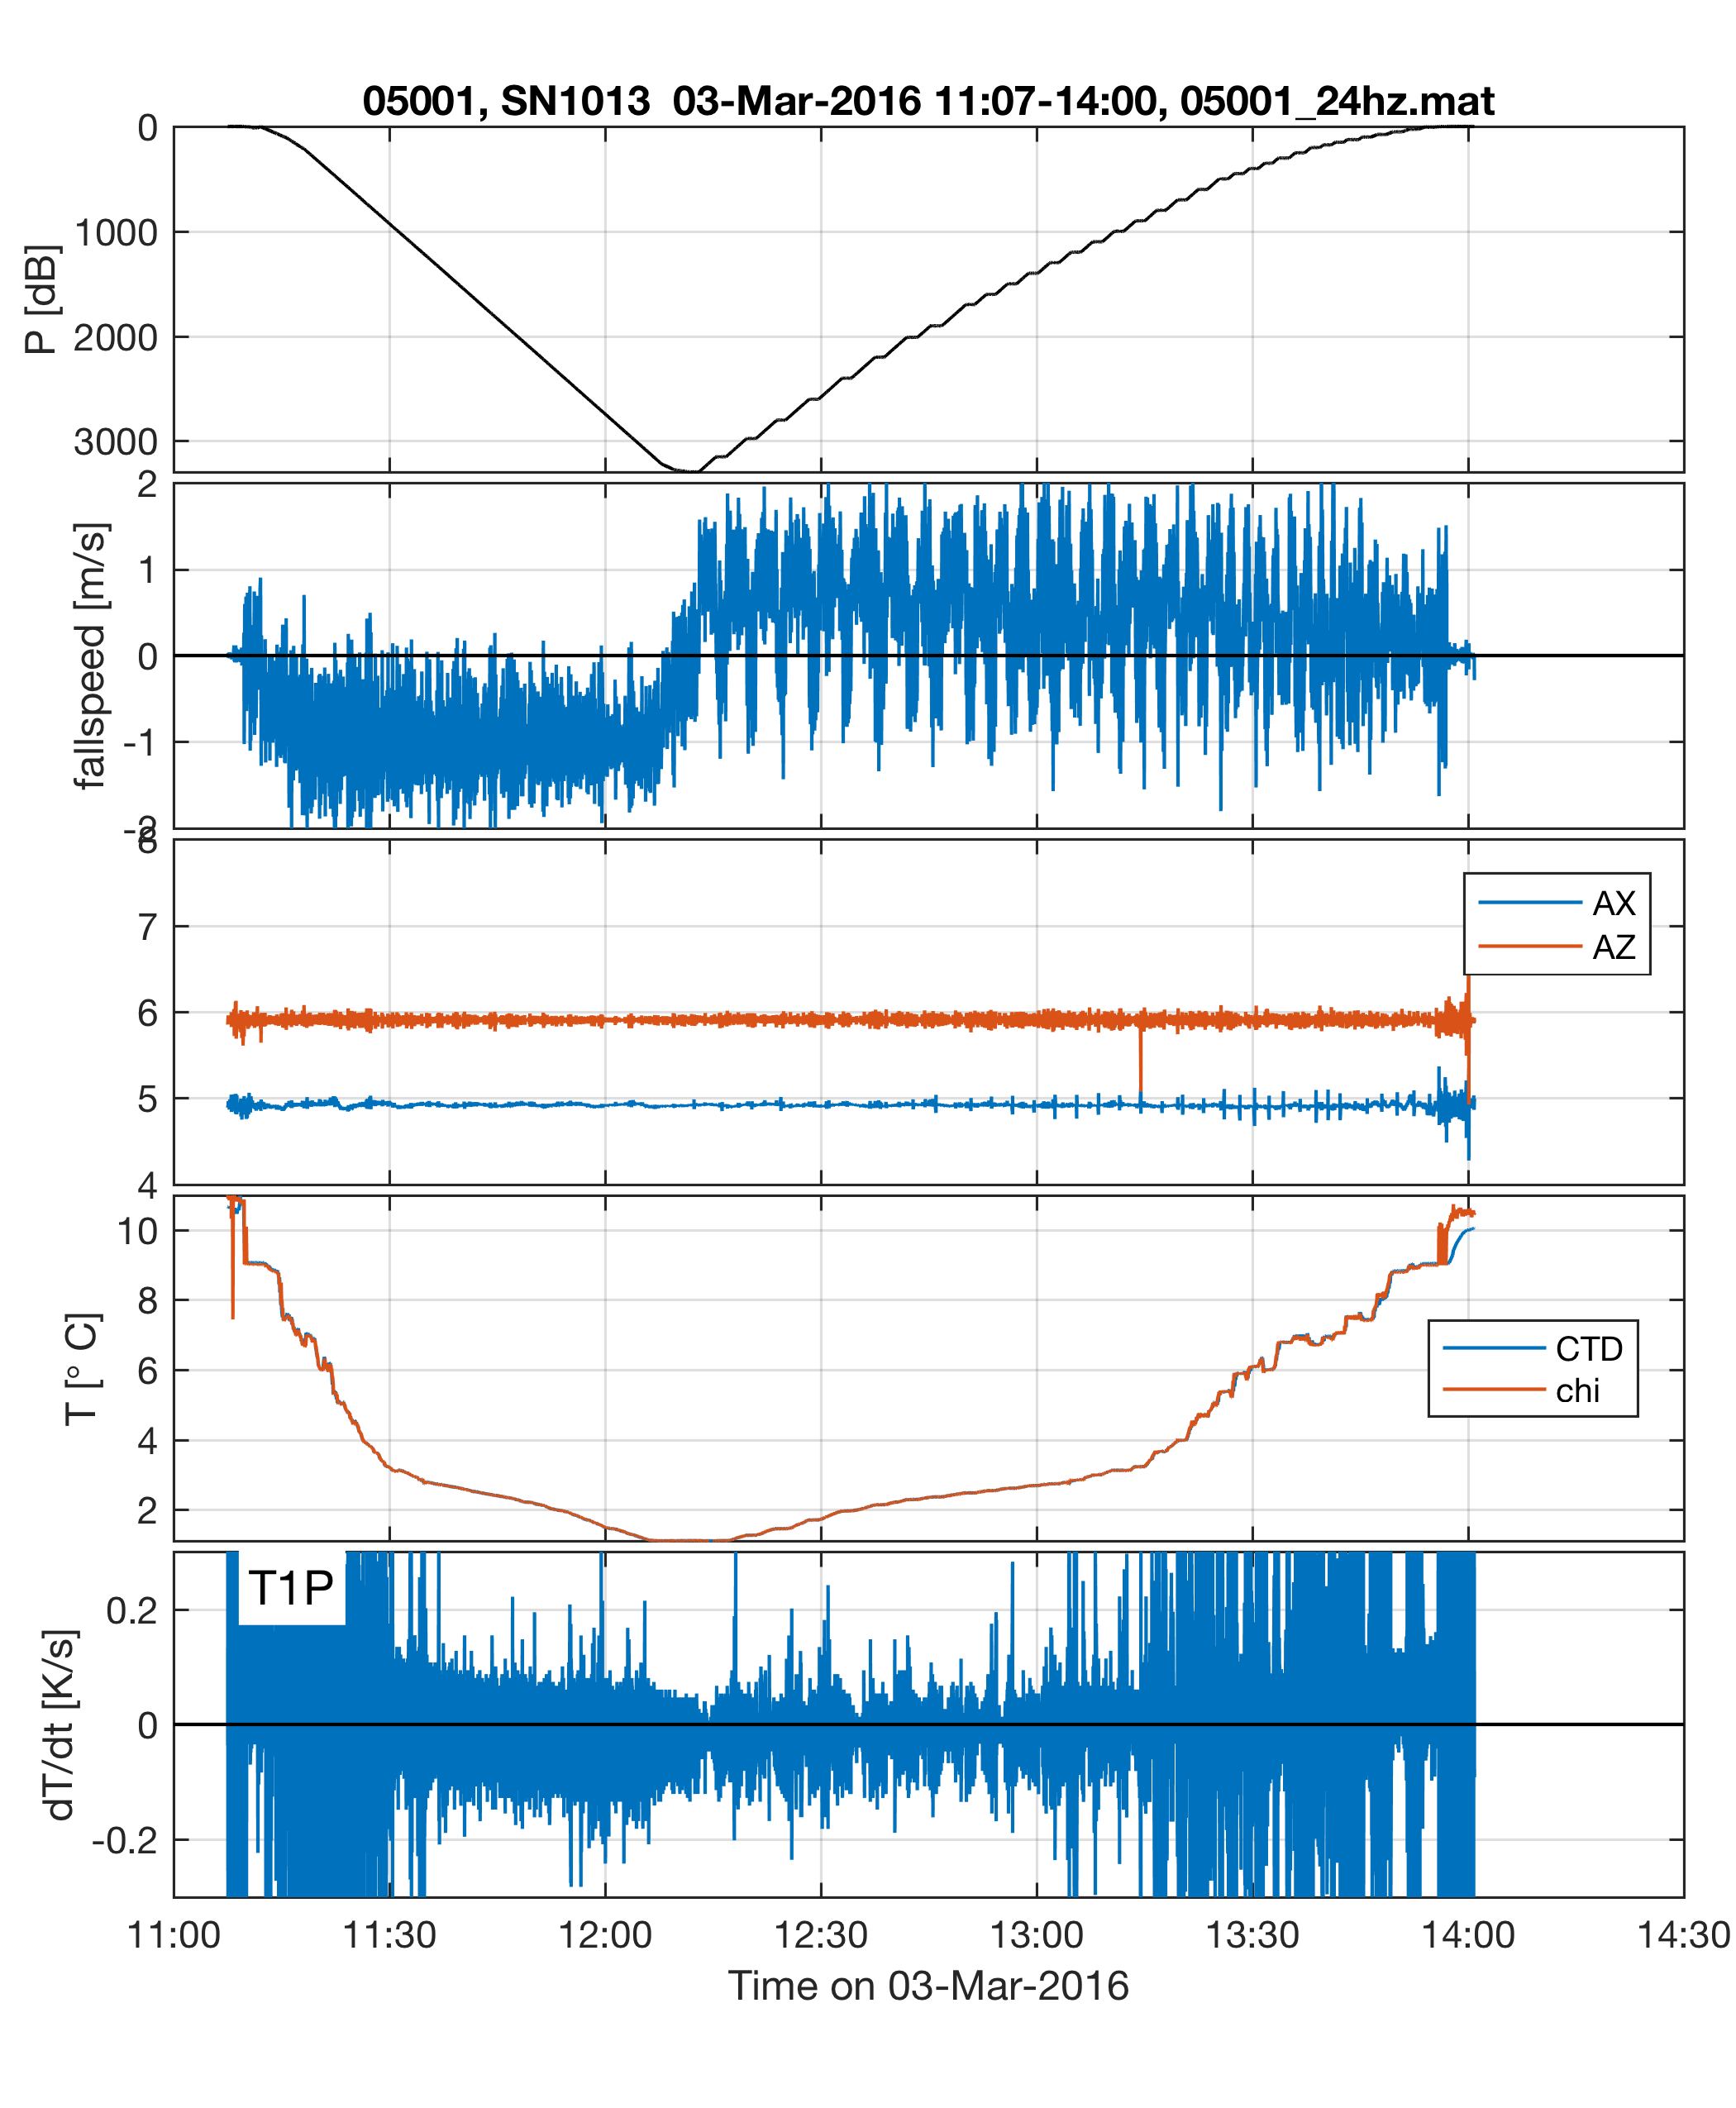 05001, SN1013  03-Mar-2016 11:07-14:00, 05001_24hz.mat
0
1000
2000
3000
P [dB]
2
1
0
-1
-2
fallspeed [m/s]
8
7
6
5
4
AX
AZ
10
8
6
4
2
T [° C]
CTD
chi
T1P
0.2
0
-0.2
dT/dt [K/s]
11:00 11:30 12:00 12:30 13:00 13:30 14:00 14:30
Time on 03-Mar-2016